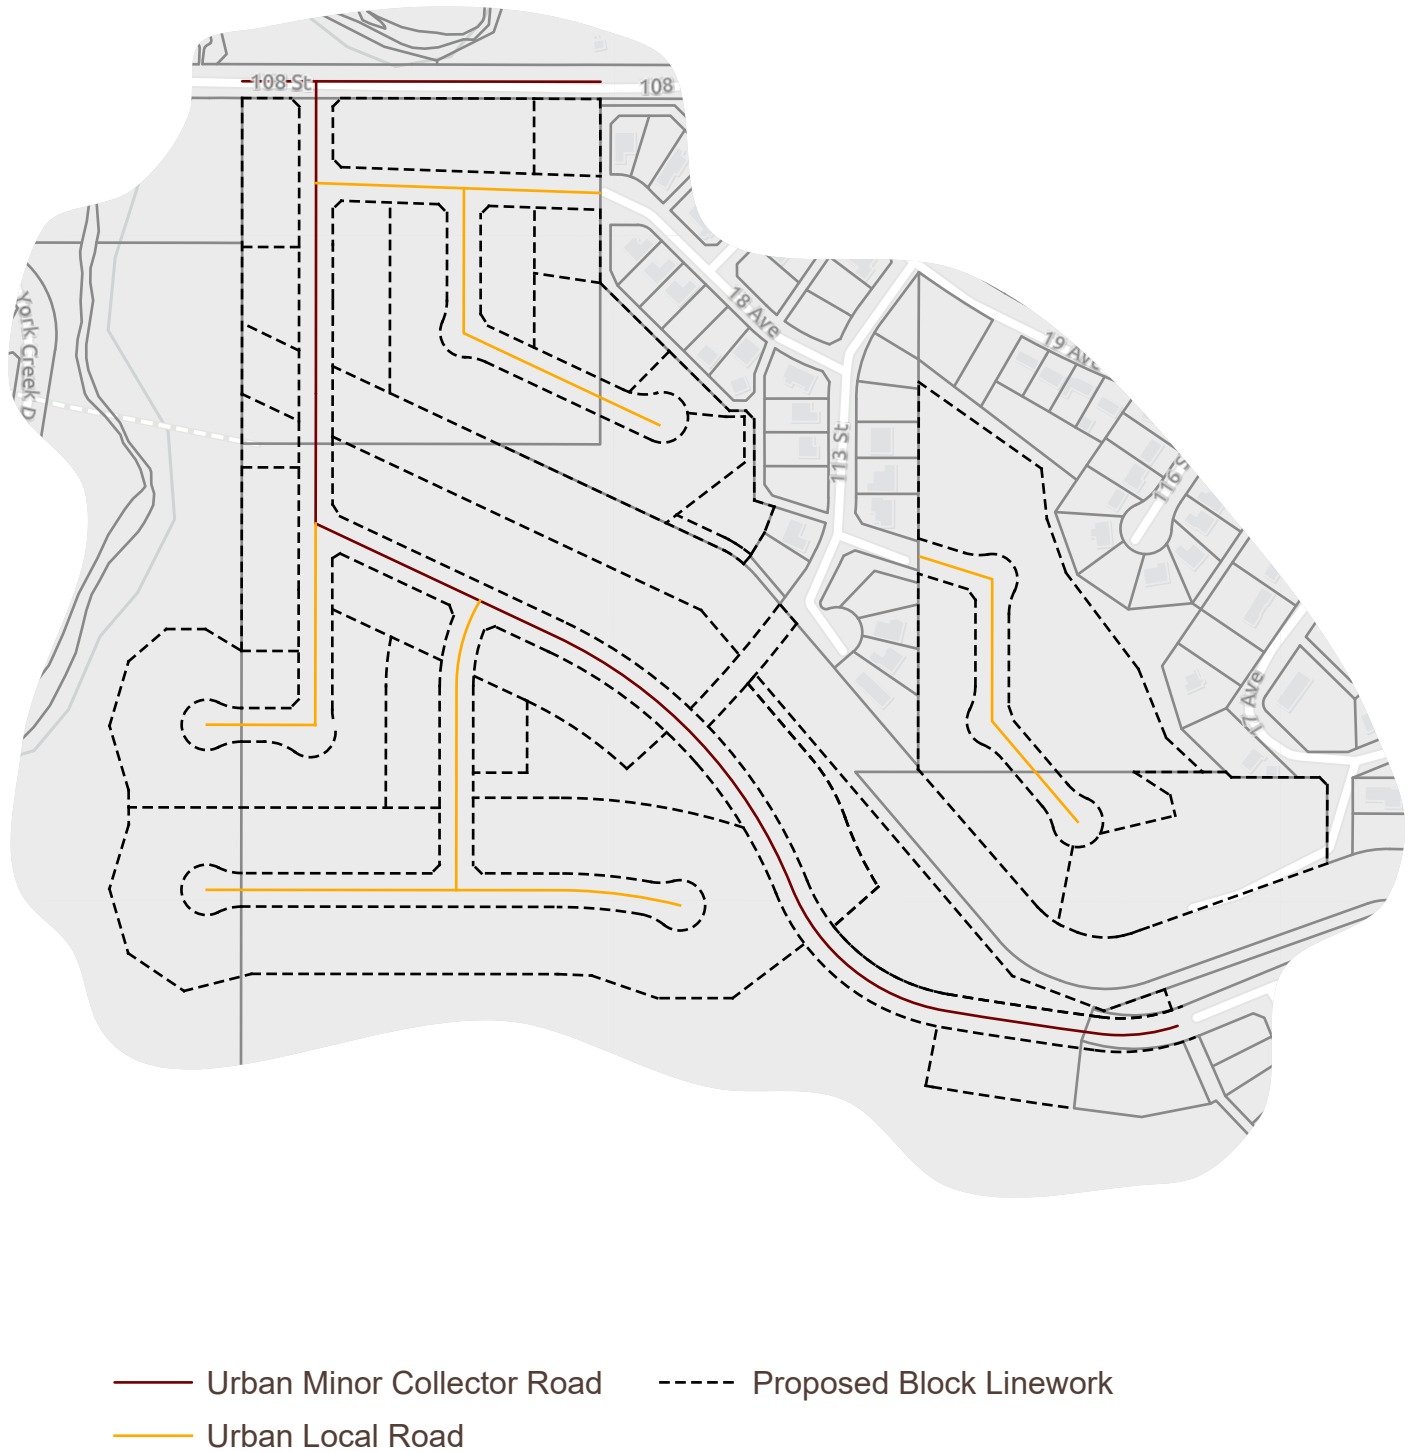 108 St
108
York Creek D
18 Ave
19 Ave
113 St
116 S
17 Ave
Urban Minor Collector Road
Proposed Block Linework
Urban Local Road